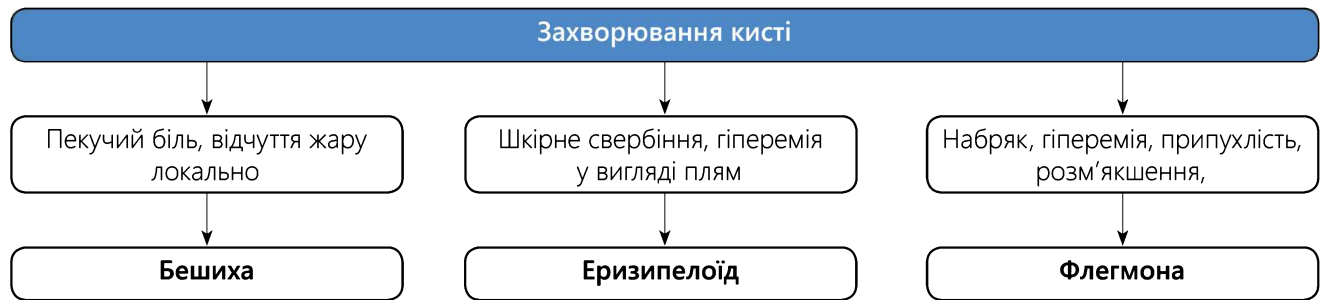 Захворювання кисті
Пекучий біль, відчуття жару
локально
Шкірне свербіння, гіперемія
у вигляді плям
Набряк, гіперемія, припухлість,
розм’якшення,
Бешиха
Еризипелоїд
Флегмона